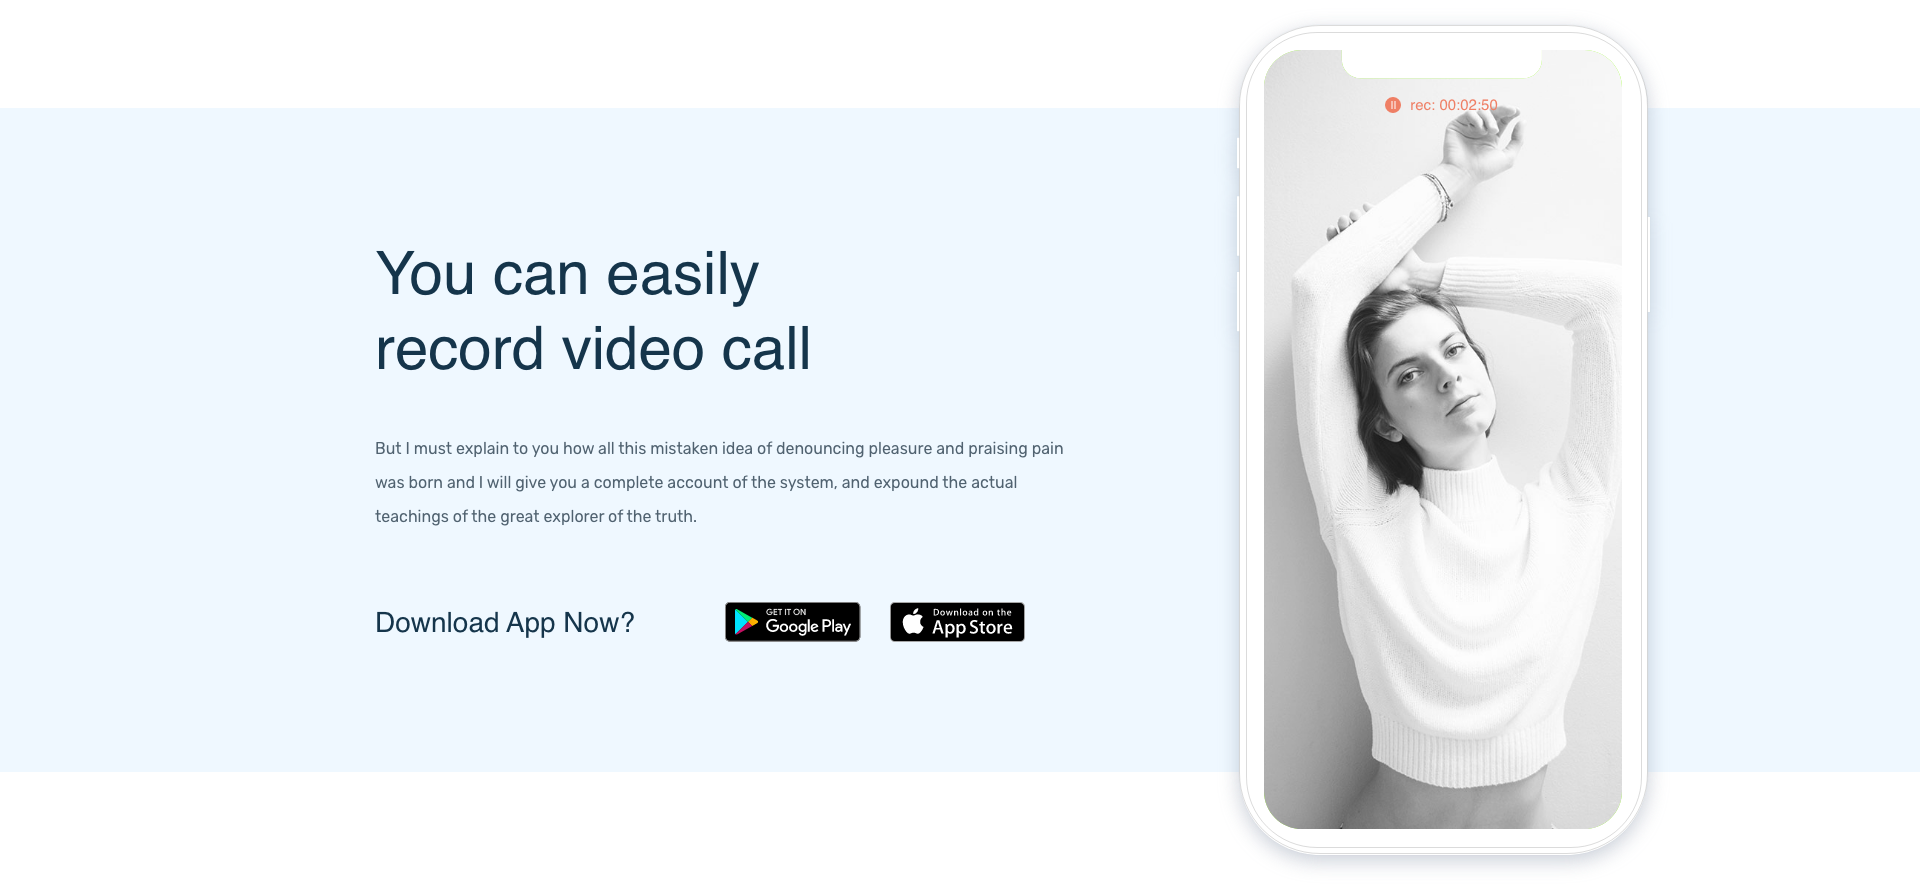 rec: 00:02:50
You can easily
record video call
But I must explain to you how all this mistaken idea of denouncing pleasure and praising pain
was born and I will give you a complete account of the system, and expound the actual
teachings of the great explorer of the truth.
Download App Now?
GET IT ON
Google Play
Download on the
App Store